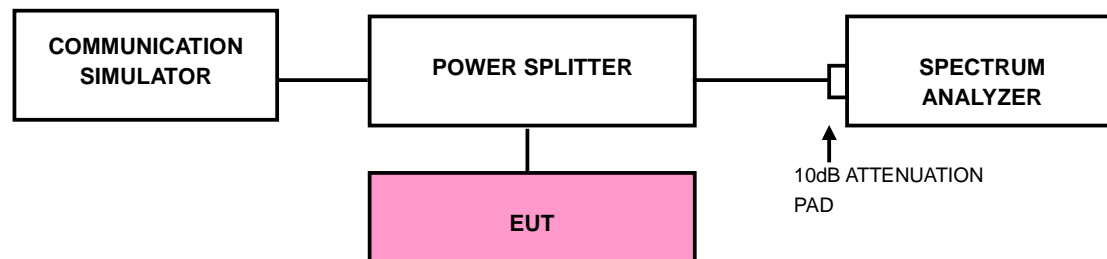 COMMUNICATION
SIMULATOR
POWER SPLITTER
SPECTRUM
ANALYZER
10dB ATTENUATION
PAD
EUT